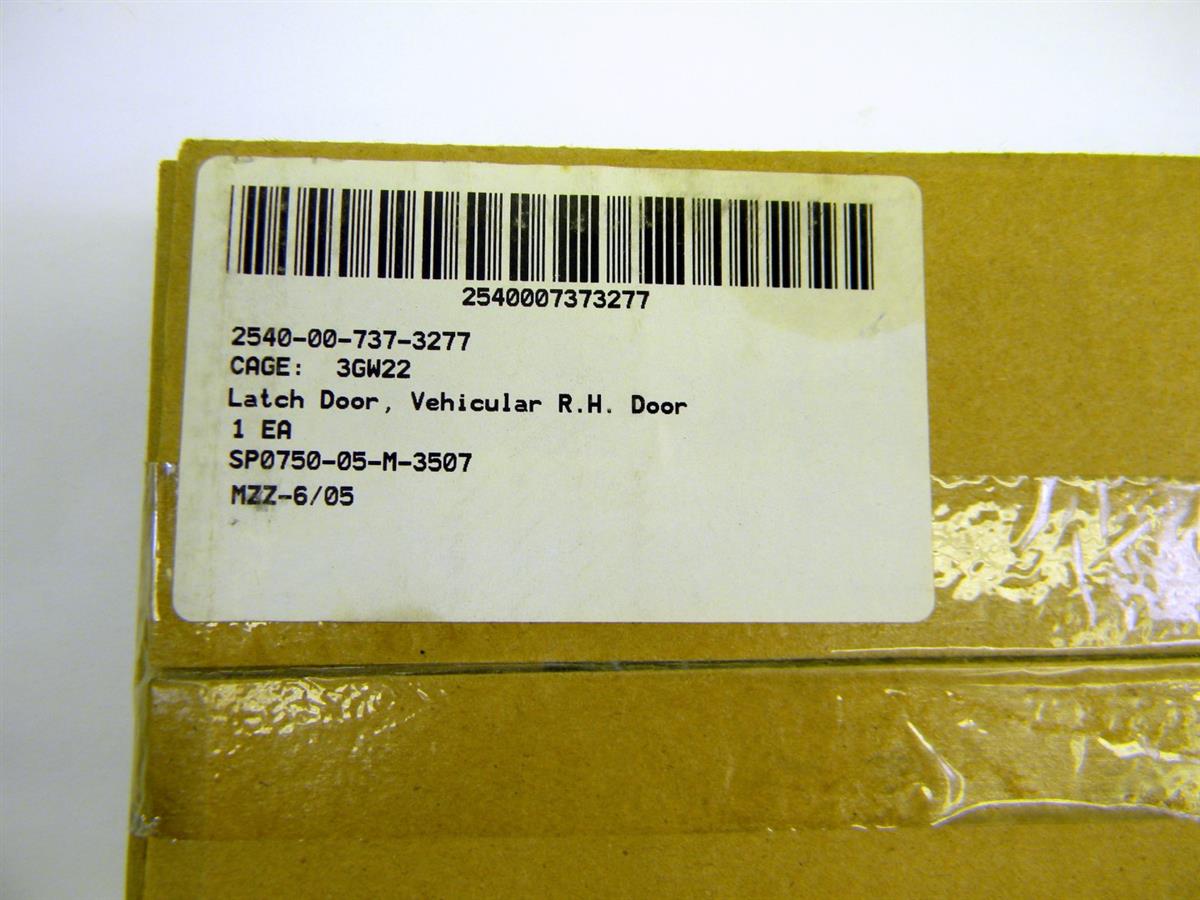 2540007373277
2540-00-737-3277
CAGE: 3GW22
Latch Door, Vehicular R.H. Door
1 EA
SP0750-05-M-3507
MZZ-6/05